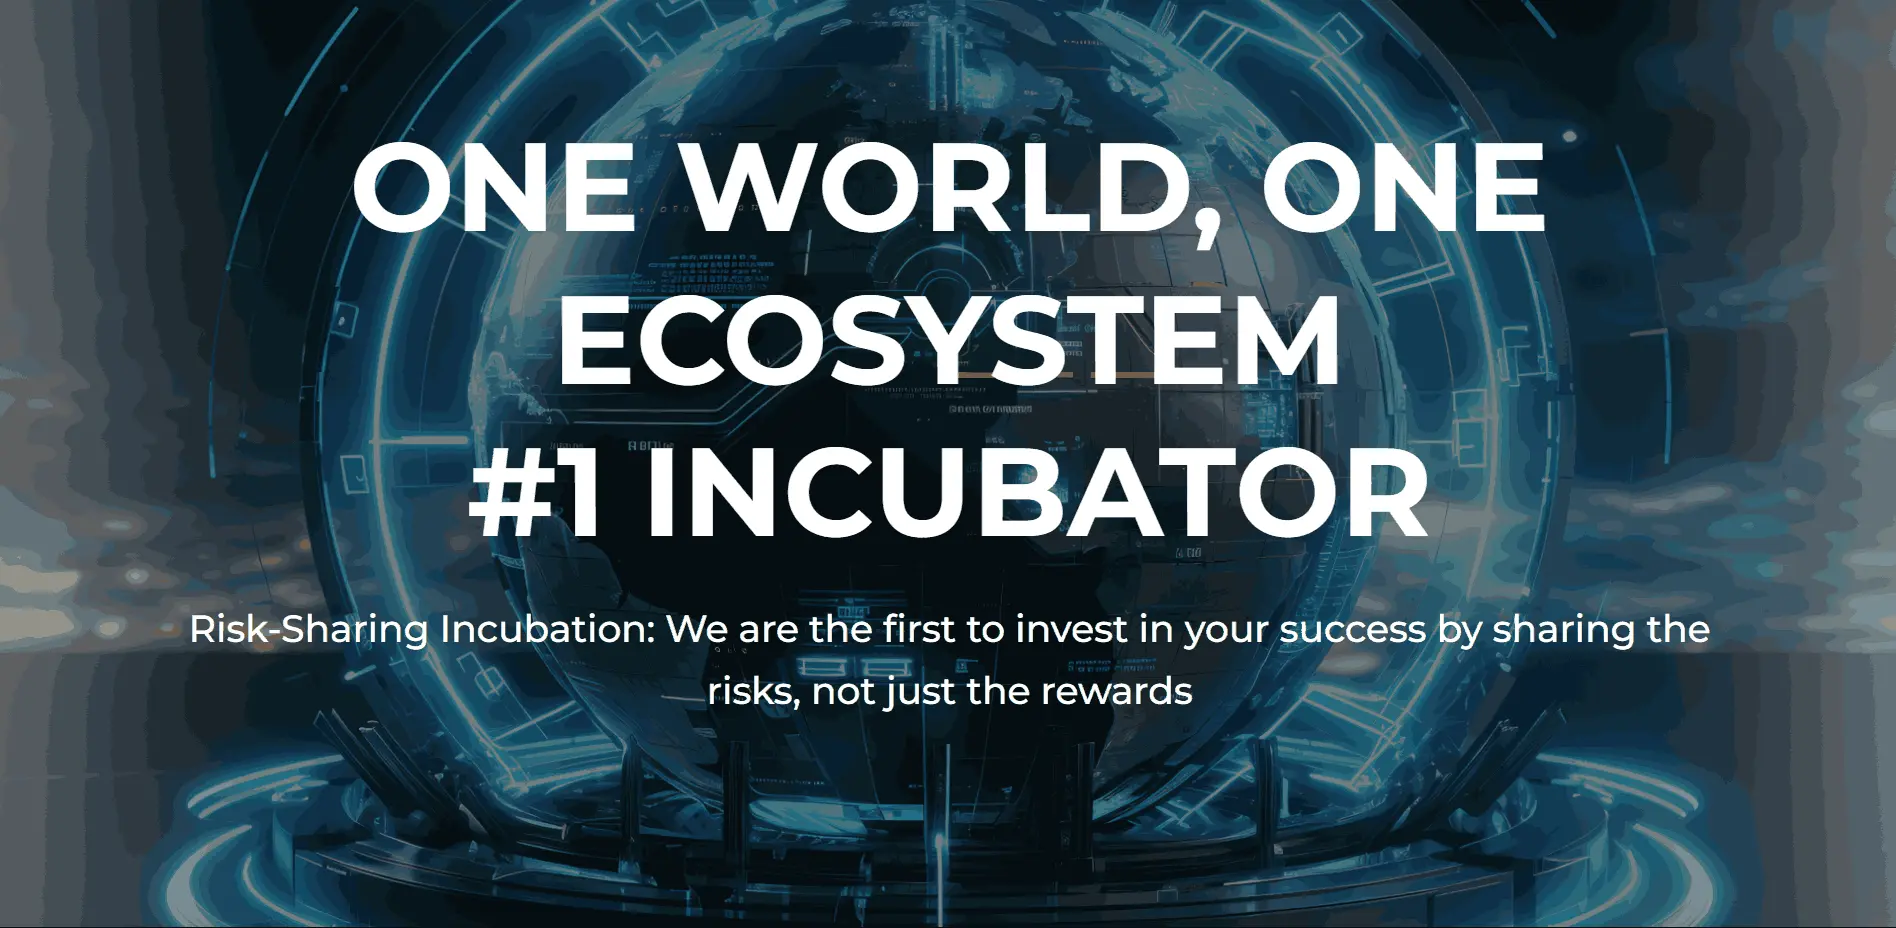 ONE WORLD, ONE
ECOSYSTEM
#1 INCUBATOR
Risk-Sharing Incubation: We are the first to invest in your success by sharing the
risks, not just the rewards